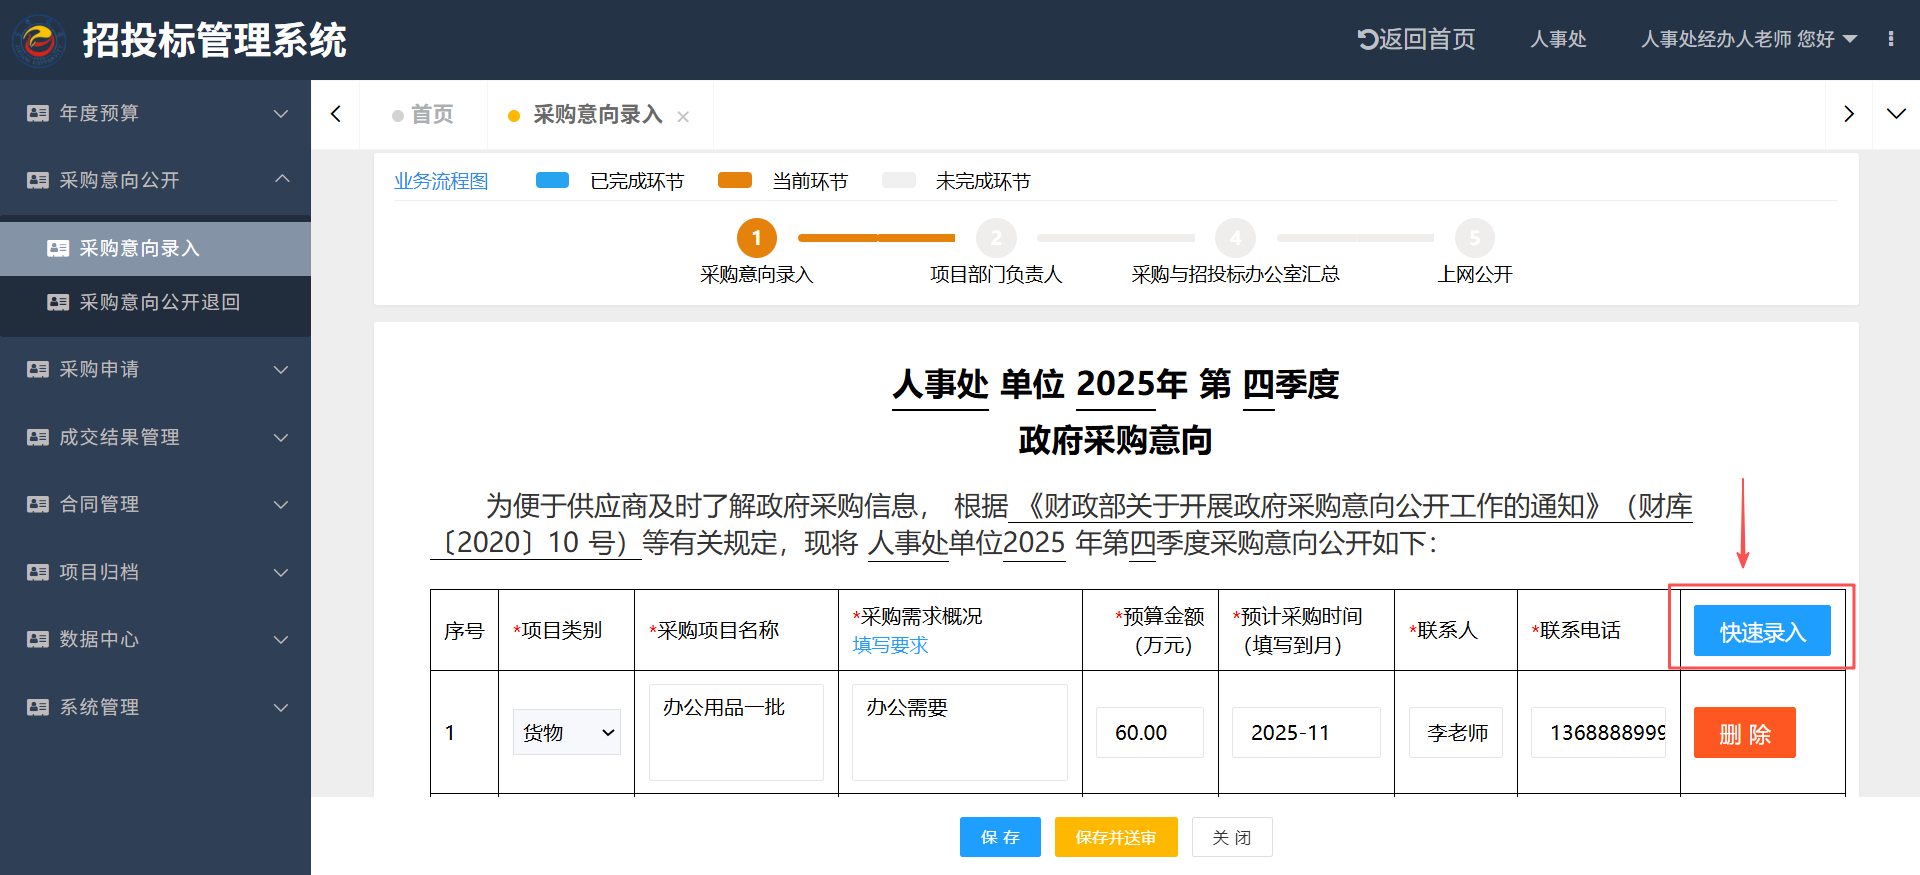 招投标管理系统
返回首页
人事处
人事处经办人老师 您好
年度预算
采购意向公开
采购意向录入
采购意向公开退回
采购申请
成交结果管理
合同管理
项目归档
数据中心
系统管理
首页
采购意向录入
业务流程图
已完成环节
当前环节
未完成环节
1
2
4
5
采购意向录入
项目部门负责人
采购与招投标办公室汇总
上网公开
人事处 单位 2025年 第 四季度
政府采购意向
为便于供应商及时了解政府采购信息， 根据 《财政部关于开展政府采购意向公开工作的通知》（财库
〔2020〕10 号）等有关规定，现将 人事处单位2025 年第四季度采购意向公开如下：
序号
*项目类别
*采购项目名称
*采购需求概况
填写要求
*预算金额
（万元）
*预计采购时间
（填写到月）
*联系人
*联系电话
快速录入
1
货物
办公用品一批
办公需要
60.00
2025-11
李老师
1368888999
删 除
保 存
保存并送审
关 闭